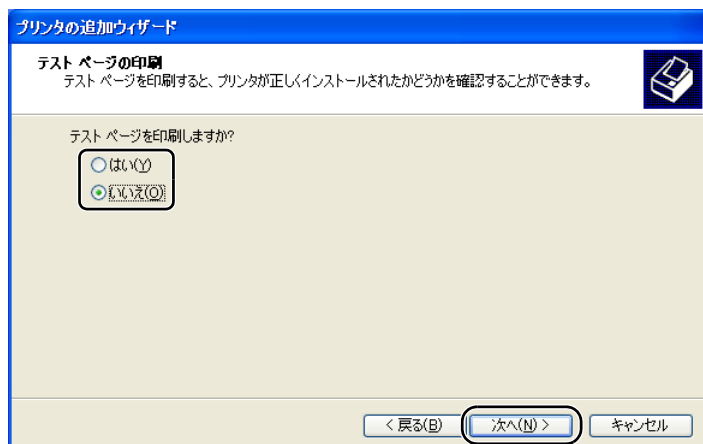 プリンタの追加ウィザード
テスト ページの印刷
テスト ページを印刷すると、プリンタが正しくインストールされたかどうかを確認することができます。
テスト ページを印刷しますか?
はい(Y)
いいえ(O)
< 戻る(B)
次へ(N) >
キャンセル